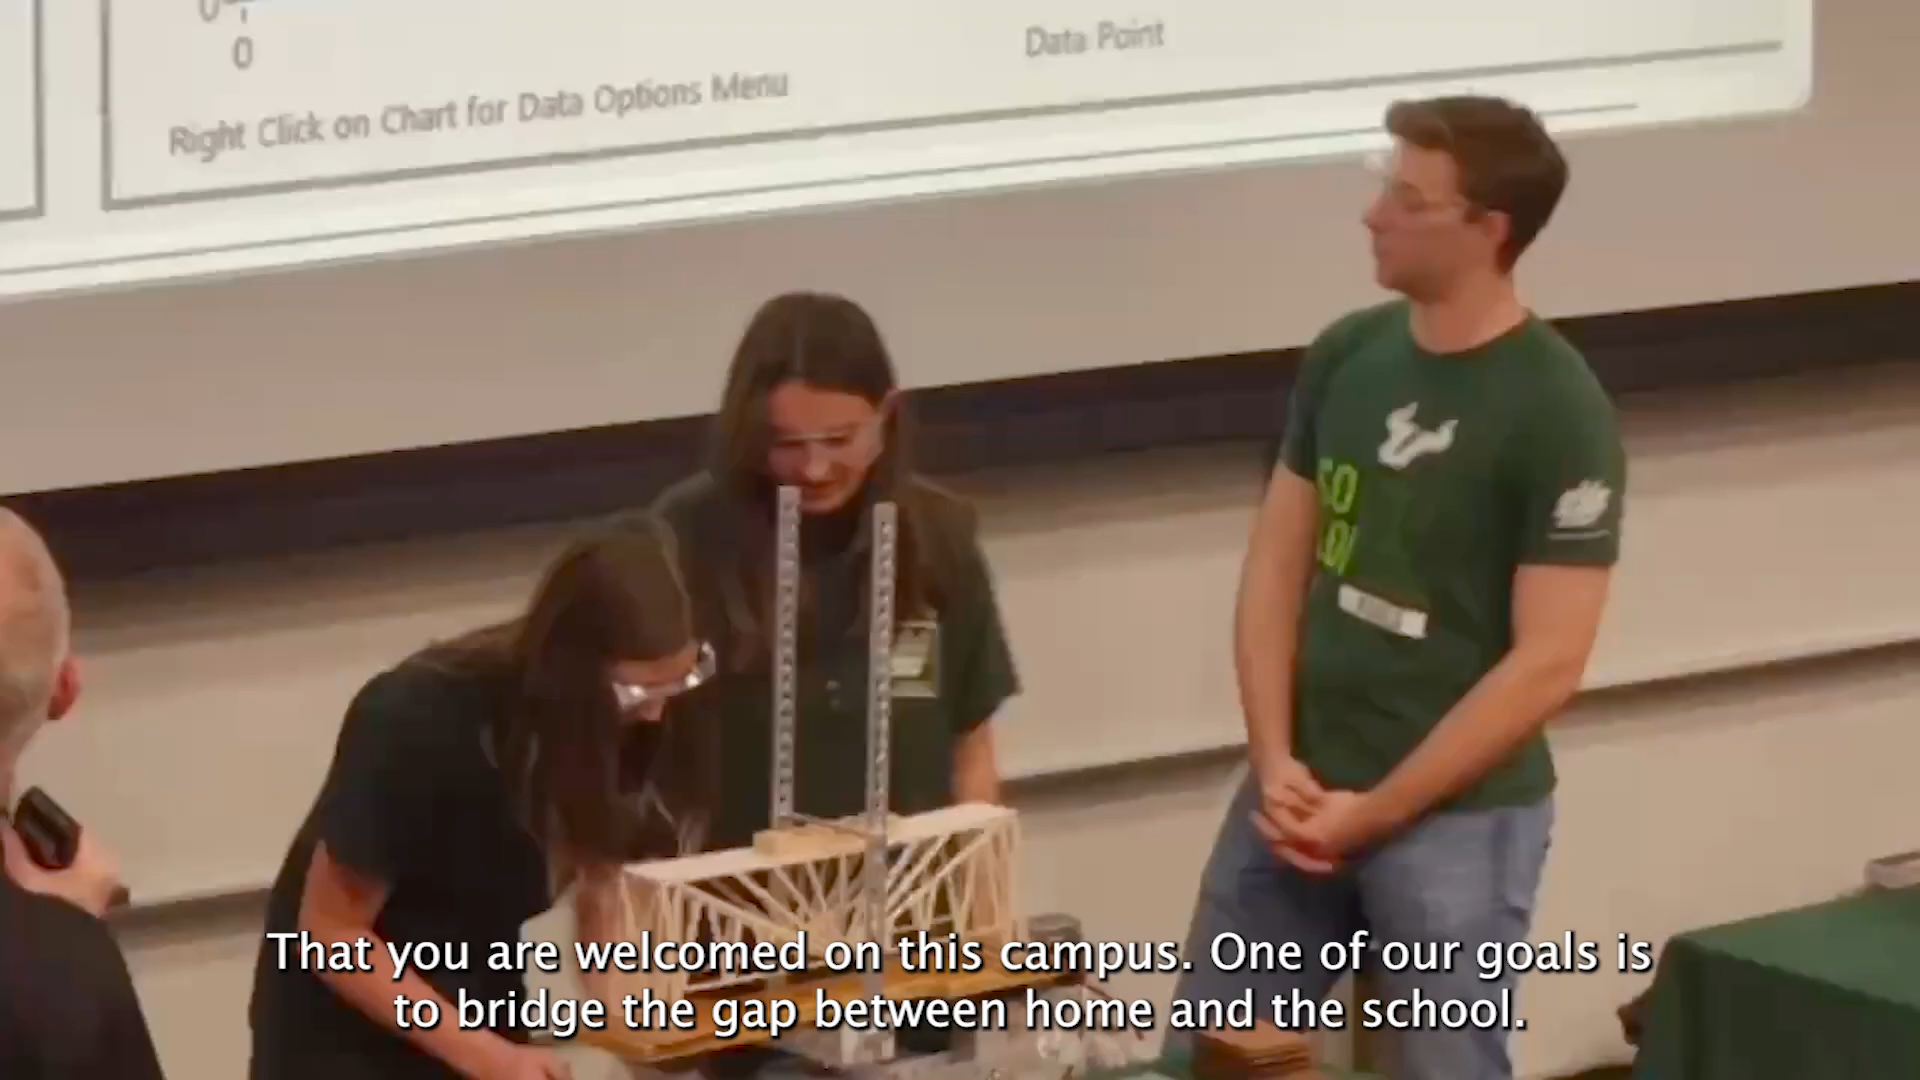 0
0
Data Point
Right Click on Chart for Data Options Menu
That you are welcomed on this campus. One of our goals is
to bridge the gap between home and the school.